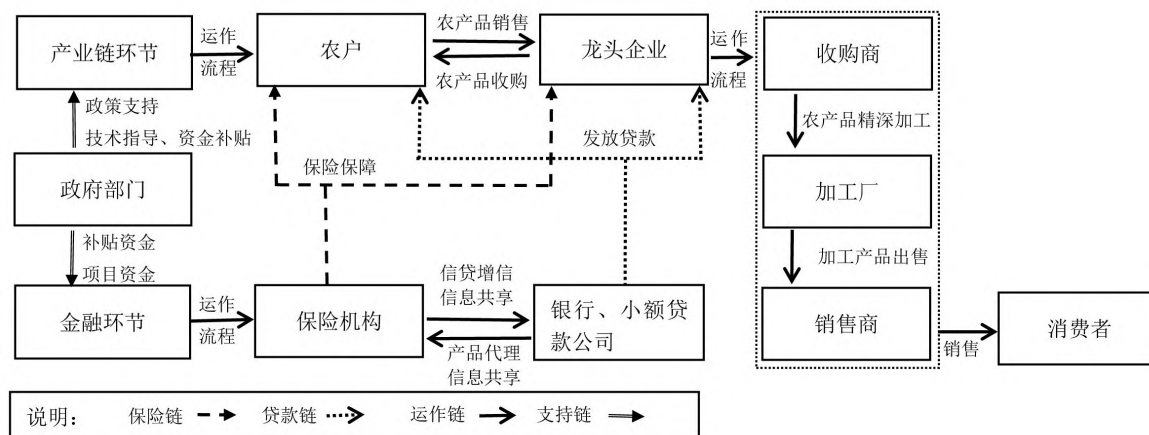 产业链环节
运作
流程
农户
农产品销售
农产品收购
龙头企业
运作
流程
收购商
政策支持
技术指导、资金补贴
保险保障
发放贷款
农产品精深加工
政府部门
加工厂
补贴资金
项目资金
加工产品出售
金融环节
运作
流程
保险机构
信贷增信
信息共享
产品代理
信息共享
银行、小额贷
款公司
销售商
销售
消费者
说明： 保险链 贷款链 运作链 支持链